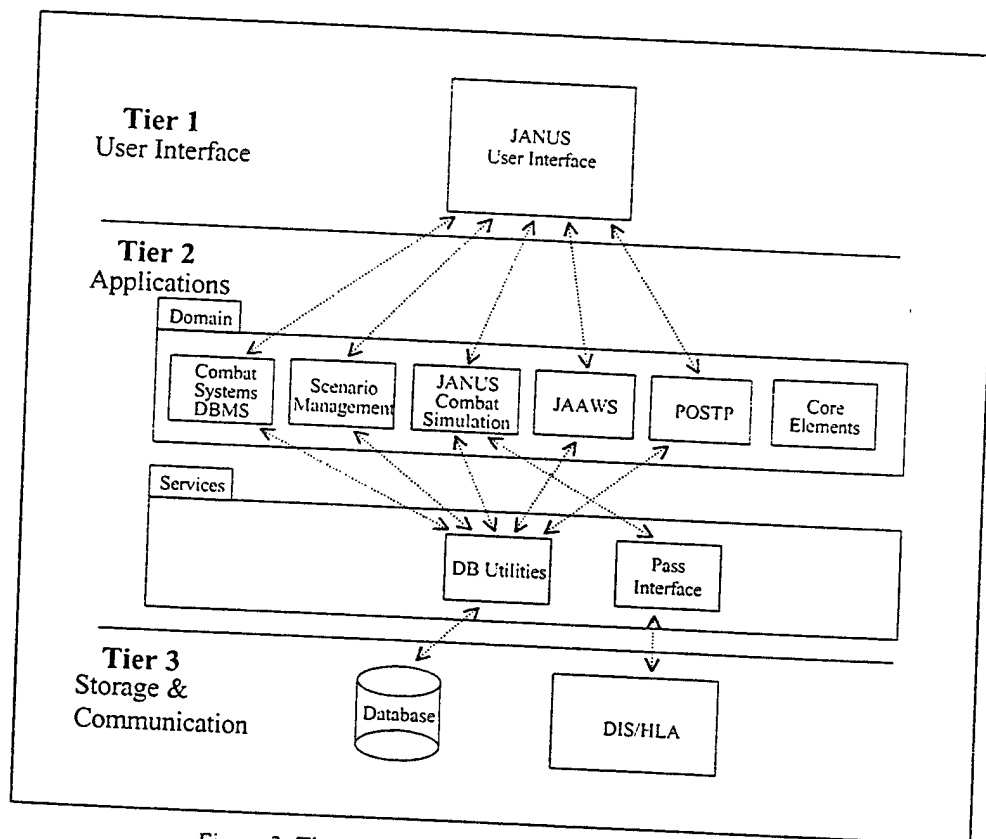 Tier 1
User Interface
JANUS
User Interface
Tier 2
Applications
Domain
Combat
Systems
DBMS
Scenario
Management
JANUS
Combat
Simulation
JAAWS
POSTP
Core
Elements
Services
DB Utilities
Pass
Interface
Tier 3
Storage &
Communication
Database
DIS/HLA